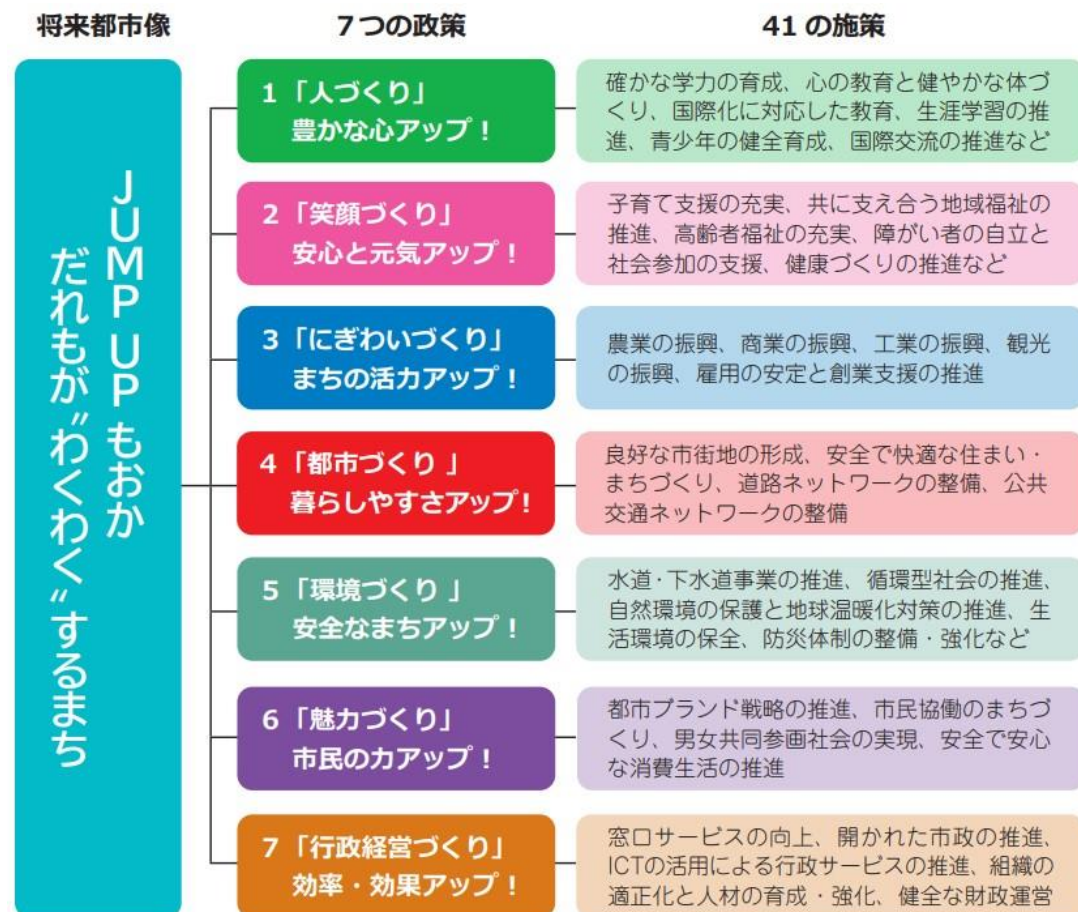 将来都市像
7つの政策
41の施策
JUMP UP もおか
だれもが“わくわく”するまち
1「人づくり」
豊かな心アップ！
確かな学力の育成、心の教育と健やかな体づ
くり、国際化に対応した教育、生涯学習の推
進、青少年の健全育成、国際交流の推進など
2「笑顔づくり」
安心と元気アップ！
子育て支援の充実、共に支え合う地域福祉の
推進、高齢者福祉の充実、障がい者の自立と
社会参加の支援、健康づくりの推進など
3「にぎわいづくり」
まちの活力アップ！
農業の振興、商業の振興、工業の振興、観光
の振興、雇用の安定と創業支援の推進
4「都市づくり 」
暮らしやすさアップ！
良好な市街地の形成、安全で快適な住まい・
まちづくり、道路ネットワークの整備、公共
交通ネットワークの整備
5「環境づくり 」
安全なまちアップ！
水道・下水道事業の推進、循環型社会の推進、
自然環境の保護と地球温暖化対策の推進、生
活環境の保全、防災体制の整備・強化など
6「魅力づくり」
市民の力アップ！
都市ブランド戦略の推進、市民協働のまちづ
くり、男女共同参画社会の実現、安全で安心
な消費生活の推進
7「行政経営づくり」
効率・効果アップ！
窓口サービスの向上、開かれた市政の推進、
ICTの活用による行政サービスの推進、組織の
適正化と人材の育成・強化、健全な財政運営